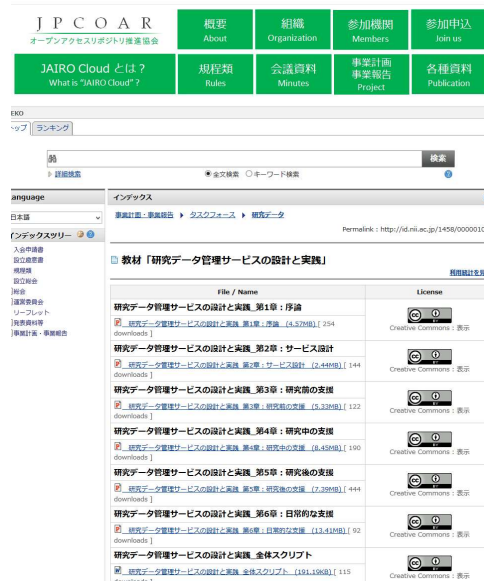 JPCOAR
オープンアクセスリポジトリ推進協会
概要
About
組織
Organization
参加機関
Members
参加申込
Join us
JAIRO Cloud とは？
What is "JAIRO Cloud" ?
規程類
Rules
会議資料
Minutes
事業計画
事業報告
Project
各種資料
Publication
EKO
トップ
ランキング
検索
詳細検索
全文検索
キーワード検索
anguage
日本語
インデックスツリー
入会申請書
設立趣意書
規程類
設立総会
総会
運営委員会
リーフレット
発表資料等
事業計画・事業報告
インデックス
事業計画・事業報告 ▶ タスクフォース ▶ 研究データ
Permalink : http://id.nii.ac.jp/1458/0000010
教材「研究データ管理サービスの設計と実践」
利用統計を見
File / Name
License
研究データ管理サービスの設計と実践_第1章：序論
研究データ管理サービスの設計と実践_第1章：序論 (4.57MB) [ 254
downloads ]
Creative Commons : 表示
研究データ管理サービスの設計と実践_第2章：サービス設計
研究データ管理サービスの設計と実践_第2章：サービス設計 (2.44MB) [ 144
downloads ]
Creative Commons : 表示
研究データ管理サービスの設計と実践_第3章：研究前の支援
研究データ管理サービスの設計と実践_第3章：研究前の支援 (5.33MB) [ 122
downloads ]
Creative Commons : 表示
研究データ管理サービスの設計と実践_第4章：研究中の支援
研究データ管理サービスの設計と実践_第4章：研究中の支援 (8.45MB) [ 190
downloads ]
Creative Commons : 表示
研究データ管理サービスの設計と実践_第5章：研究後の支援
研究データ管理サービスの設計と実践_第5章：研究後の支援 (7.39MB) [ 444
downloads ]
Creative Commons : 表示
研究データ管理サービスの設計と実践_第6章：日常的な支援
研究データ管理サービスの設計と実践_第6章：日常的な支援 (13.41MB) [ 92
downloads ]
Creative Commons : 表示
研究データ管理サービスの設計と実践_全体スクリプト
研究データ管理サービスの設計と実践_全体スクリプト (191.19KB) [ 115
downloads ]
Creative Commons : 表示